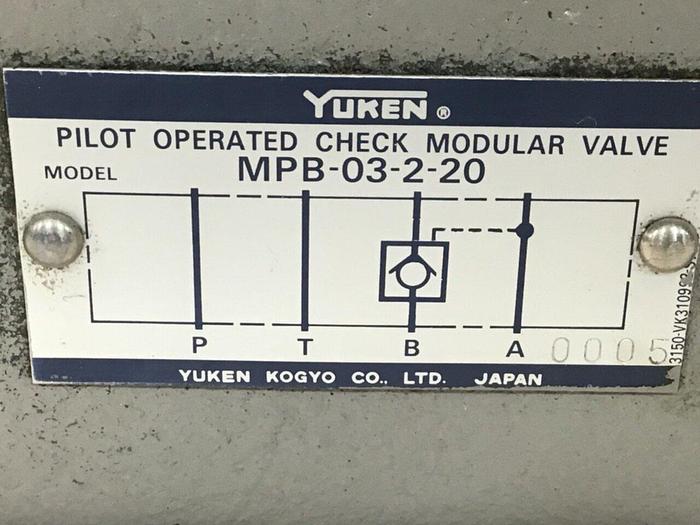 YUKEN ®
PILOT OPERATED CHECK MODULAR VALVE
MODEL MPB-03-2-20
P T B A
0005
YUKEN KOGYO CO., LTD. JAPAN